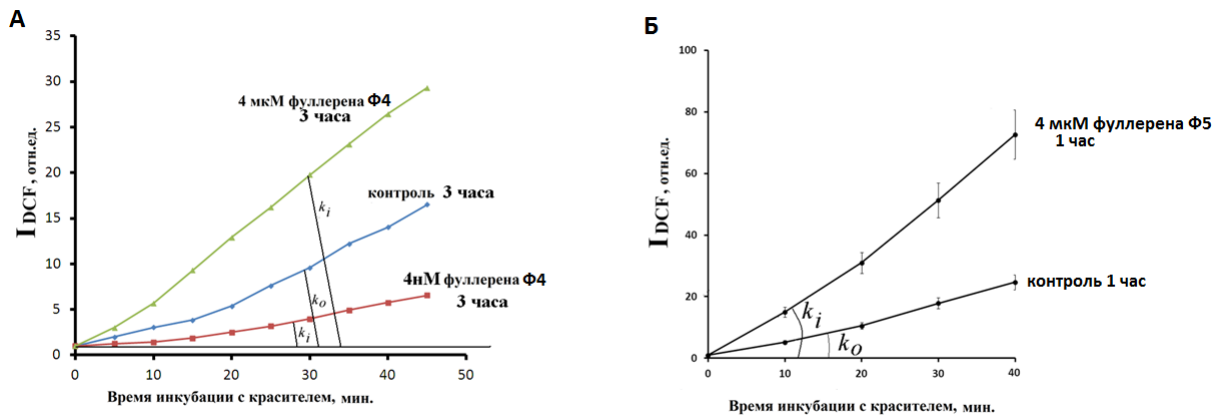 А
I DCF, отн.ед.
35
30
25
20
15
10
5
0
4 мкМ фуллерена Ф4
3 часа
контроль 3 часа
4нМ фуллерена Ф4
3 часа
ki
ko
ki
0 10 20 30 40 50
Время инкубации с красителем, мин.
Б
I DCF, отн.ед.
100
80
60
40
20
0
4 мкМ фуллерена Ф5
1 час
контроль 1 час
ki
ko
0 10 20 30 40
Время инкубации с красителем, мин.